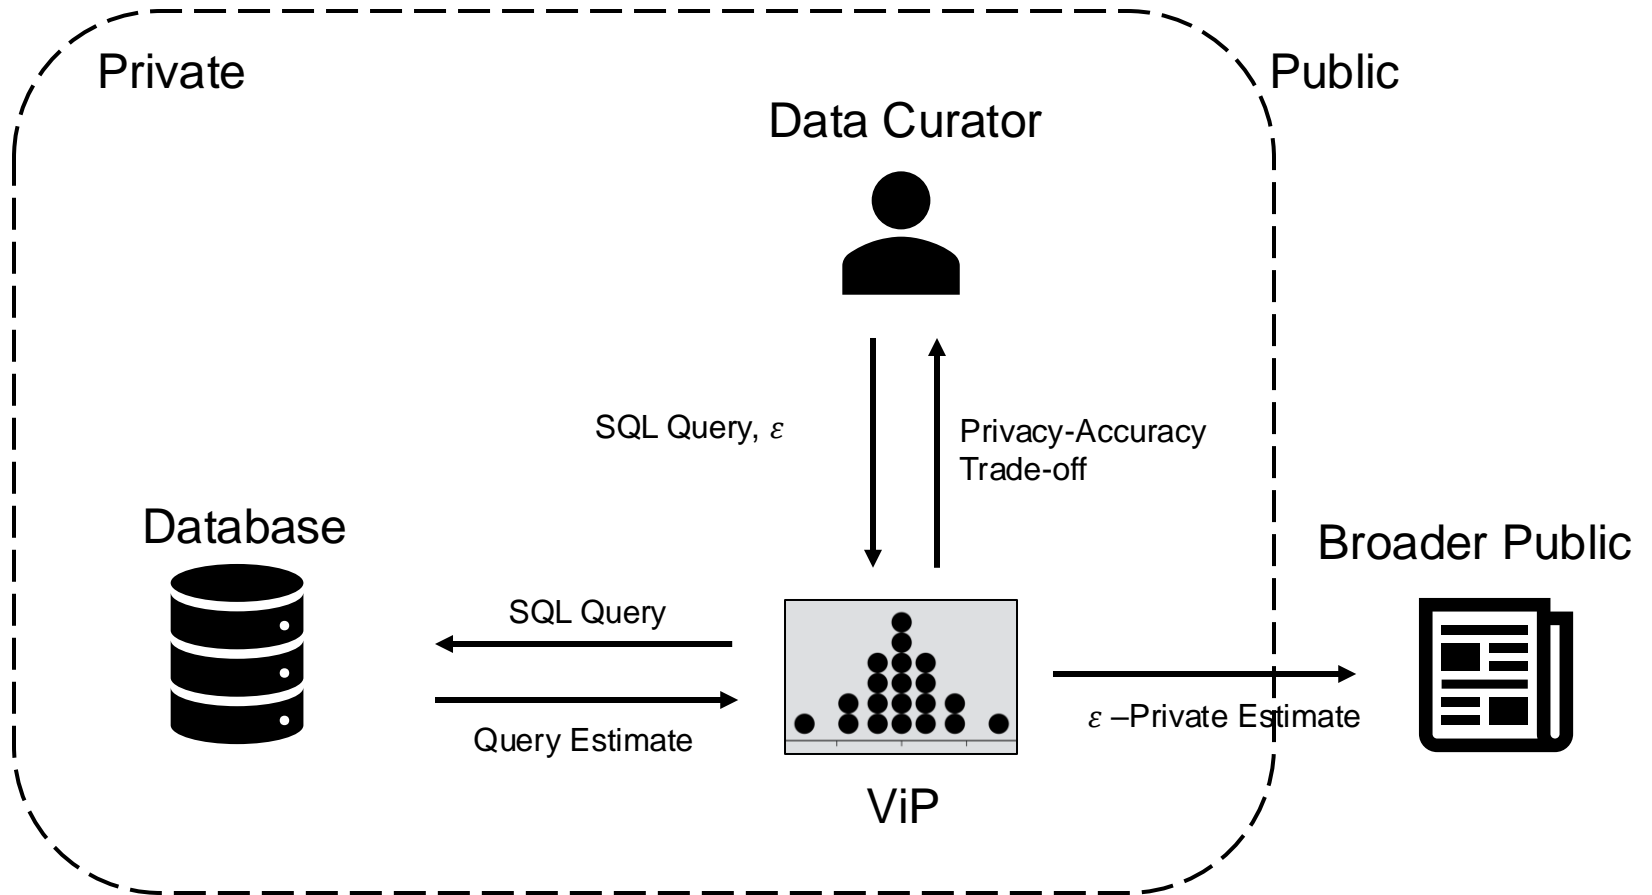 Private
Public
Data Curator
SQL Query, ε
Privacy-Accuracy
Trade-off
Database
Broader Public
SQL Query
Query Estimate
ε –Private Estimate
ViP